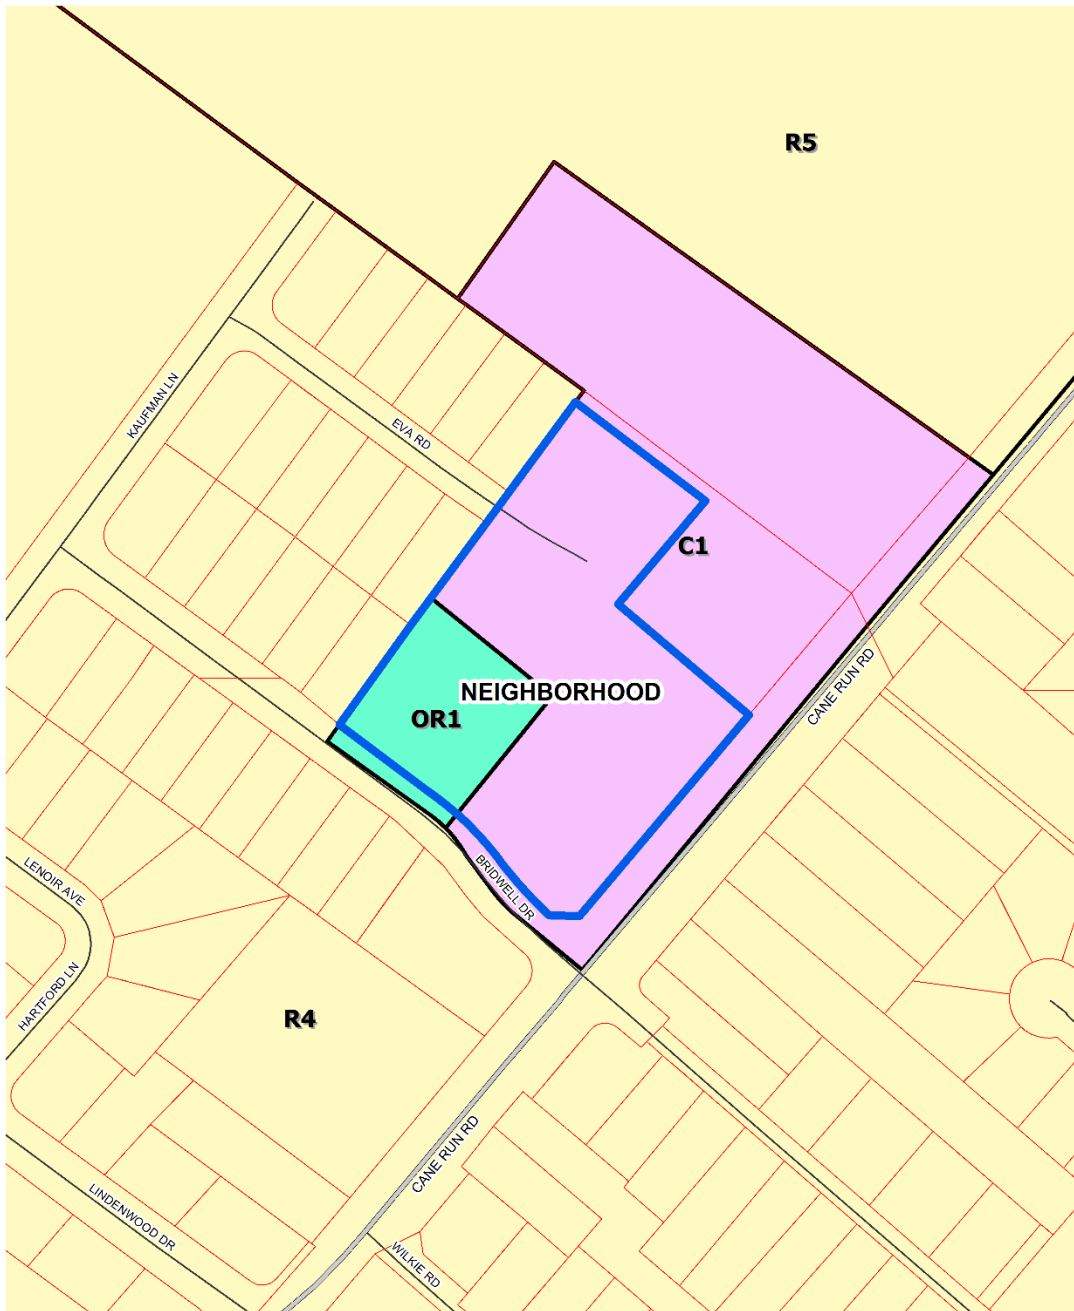 R5
KAUFMAN LN
EVA RD
C1
CANE RUN RD
NEIGHBORHOOD
OR1
BRIDWELL DR
LENOIR AVE
HARTFORD LN
R4
CANE RUN RD
LINDENWOOD DR
WILKIE RD